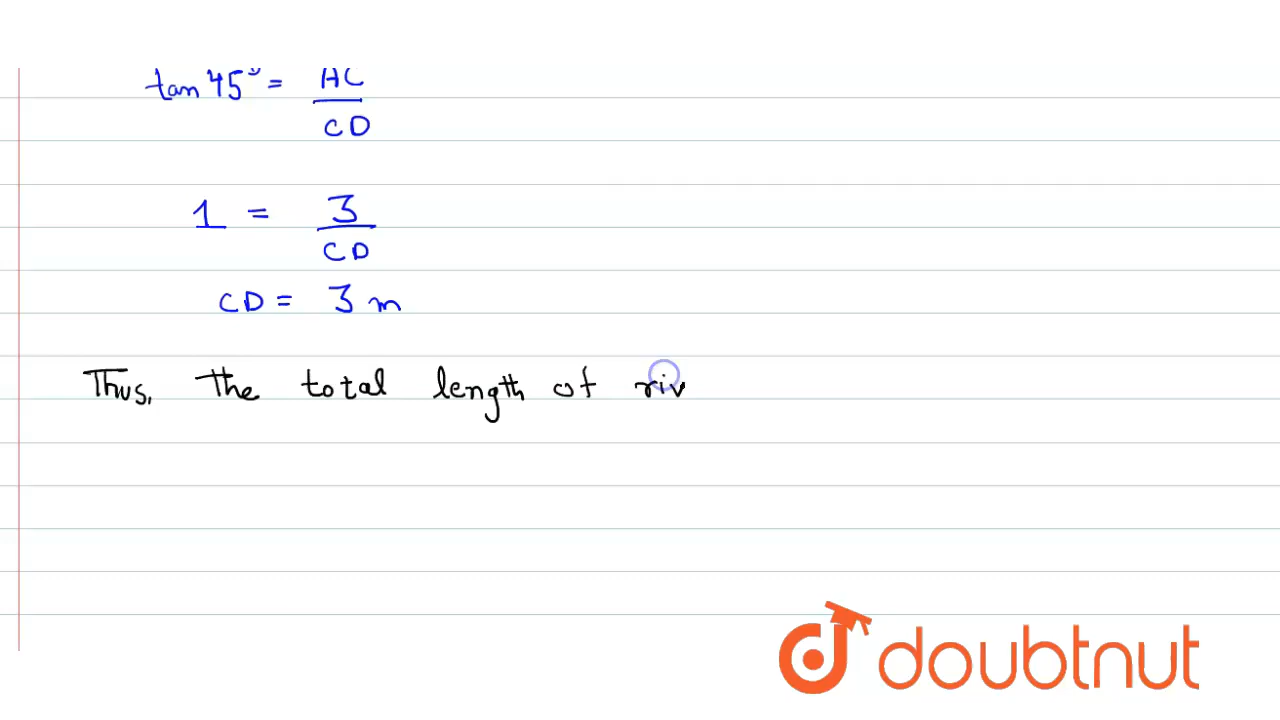 tan 45° = AC
CD
1 = 3
CD
CD = 3 m
Thus, The total length of riv
doubtnut